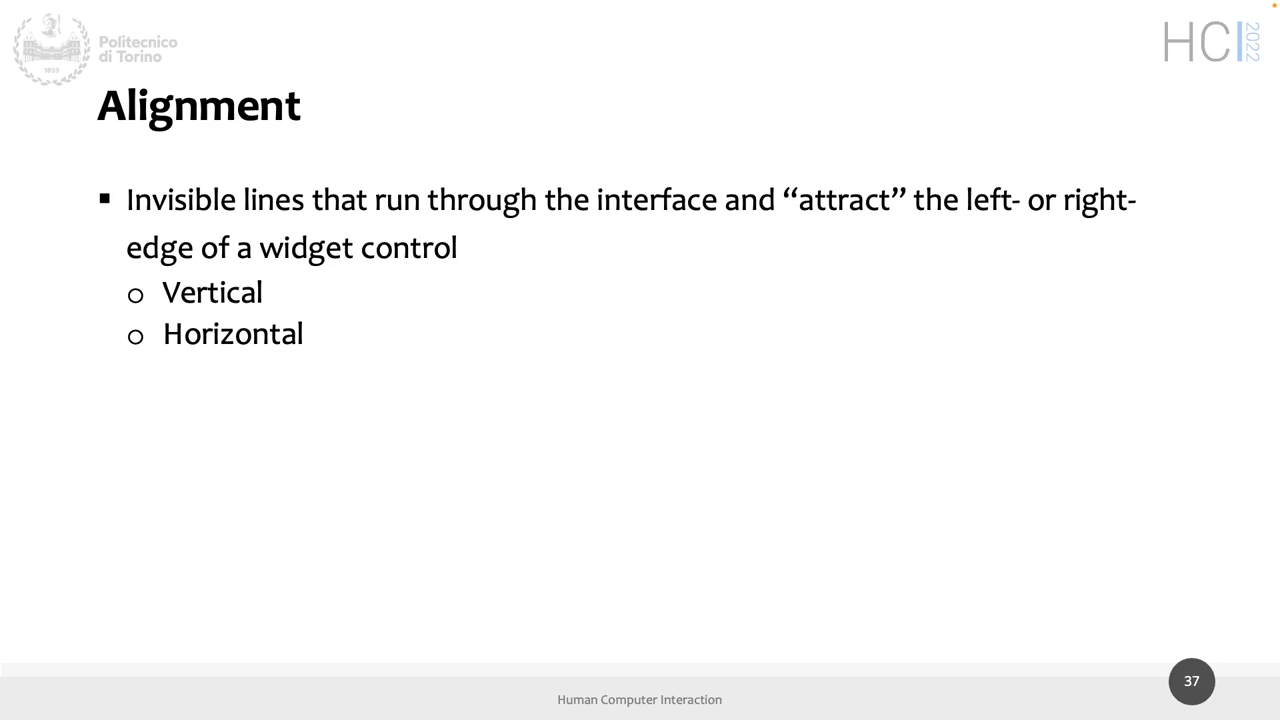 Politecnico
di Torino
1859
HCI 2022
Alignment
▪ Invisible lines that run through the interface and “attract” the left- or right-
edge of a widget control
o Vertical
o Horizontal
37
Human Computer Interaction